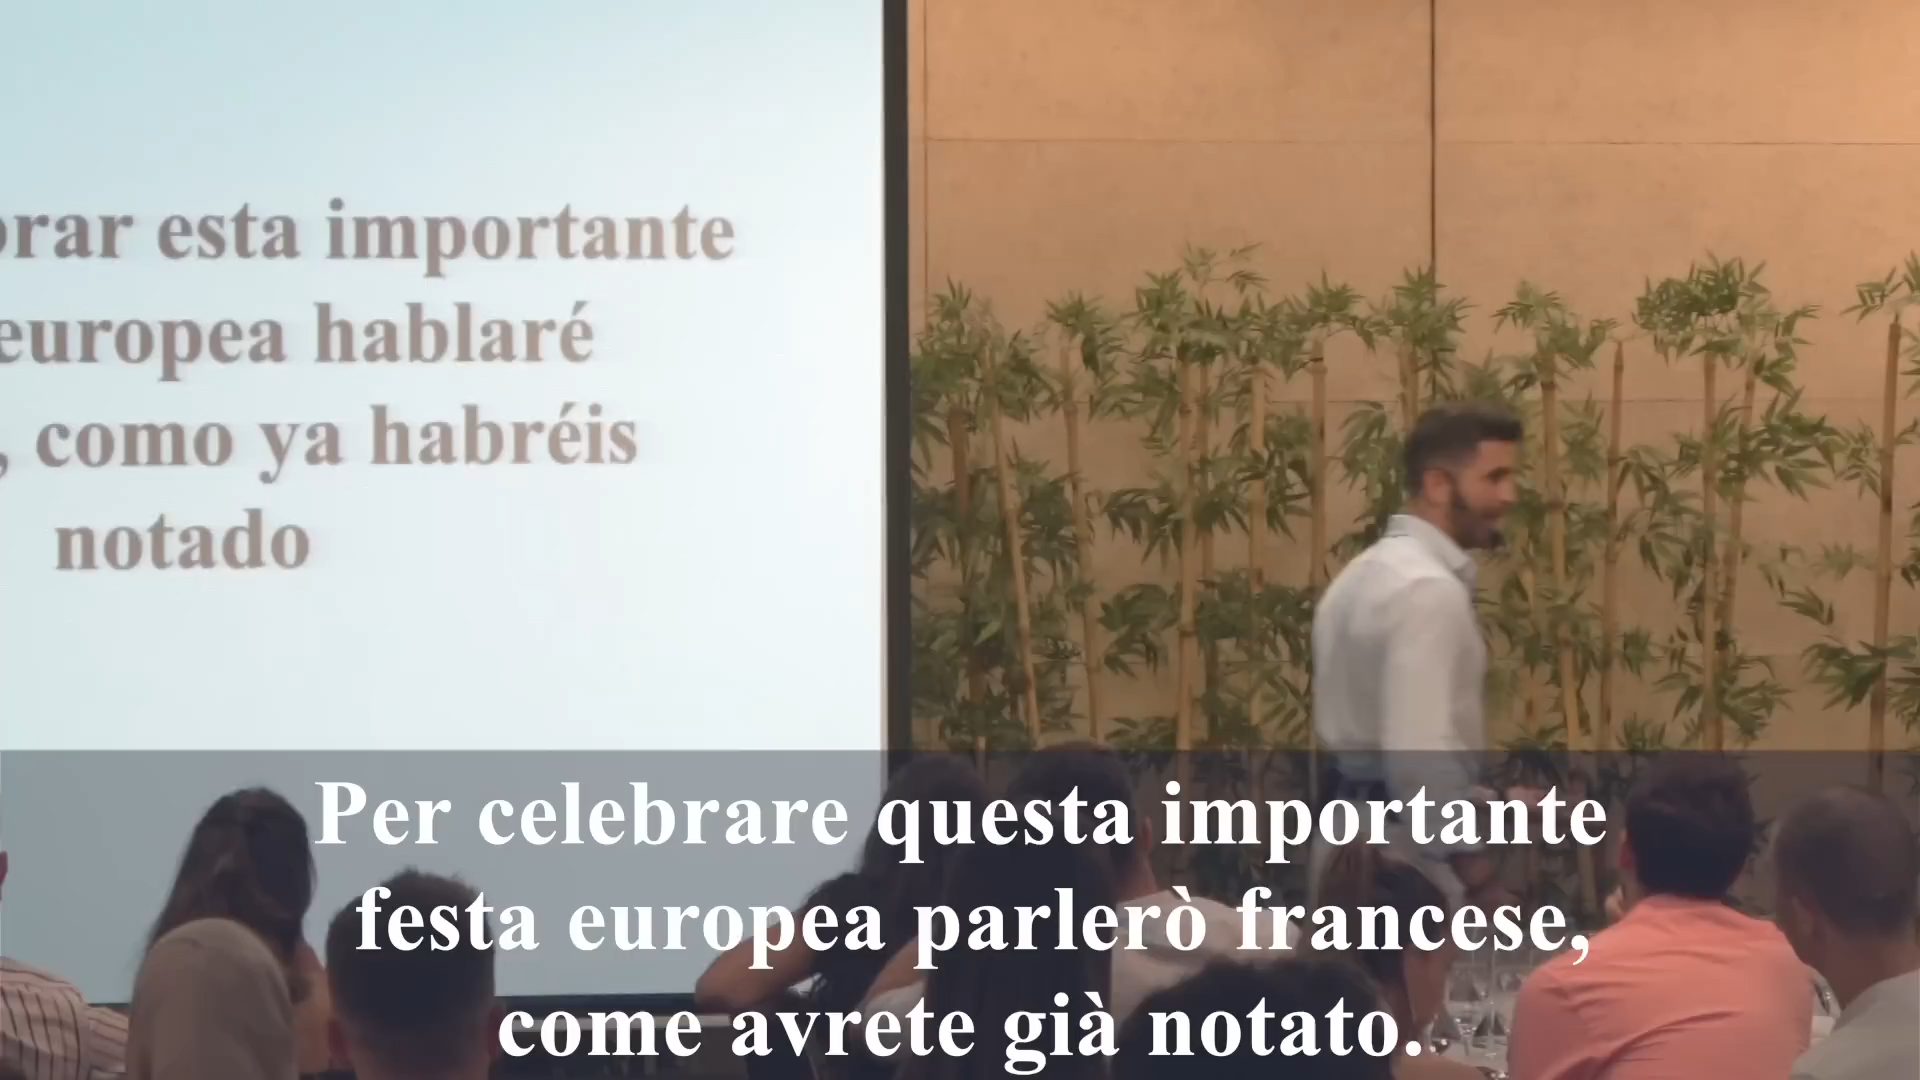 esta importante
europea hablaré
, como ya habréis
notado
Per celebrare questa importante
festa europea parlerò francese,
come avrete già notato.